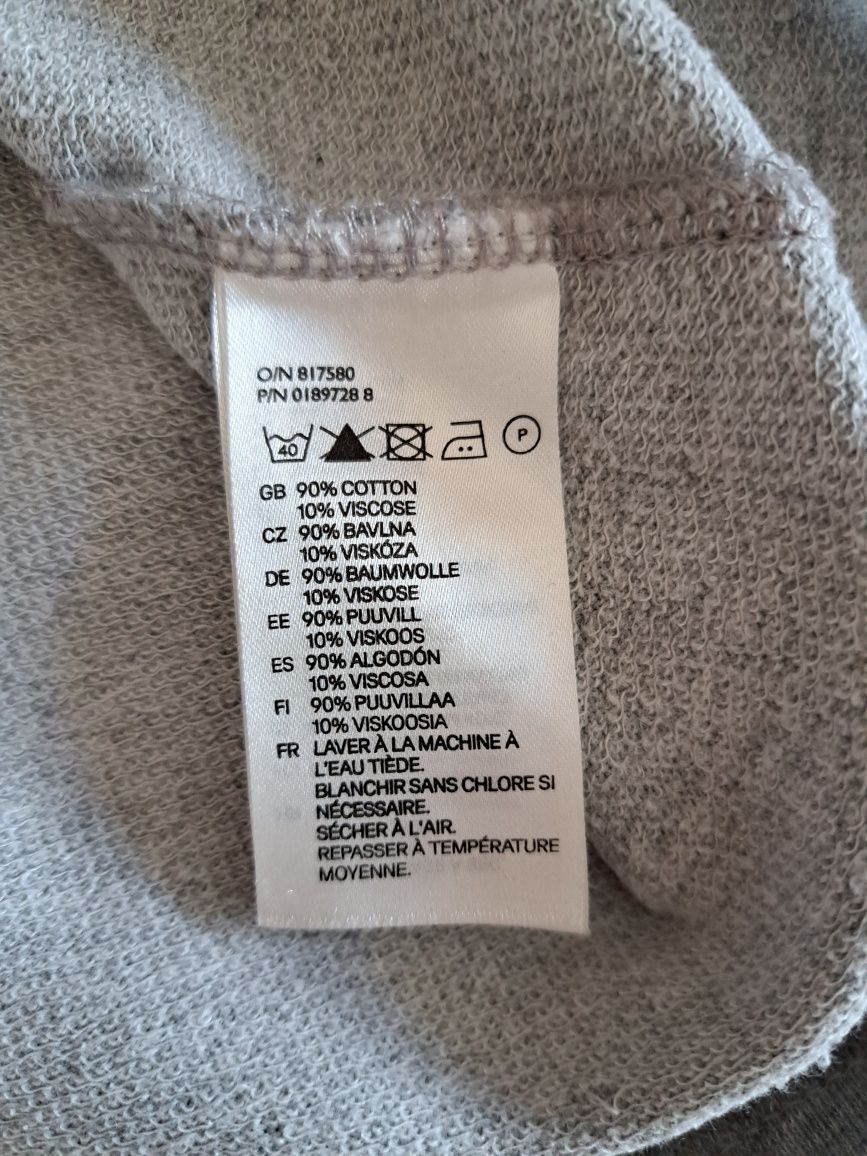 O/N 817580
P/N 0189728 8
40 P
GB 90% COTTON
10% VISCOSE
CZ 90% BAVLNA
10% VISKÓZA
DE 90% BAUMWOLLE
10% VISKOSE
EE 90% PUUVILL
10% VISKOOS
ES 90% ALGODÓN
10% VISCOSA
FI 90% PUUVILLAA
10% VISKOOSIA
FR LAVER À LA MACHINE À
L'EAU TIÈDE.
BLANCHIR SANS CHLORE SI
NÉCESSAIRE.
SÉCHER À L'AIR.
REPASSER À TEMPÉRATURE
MOYENNE.